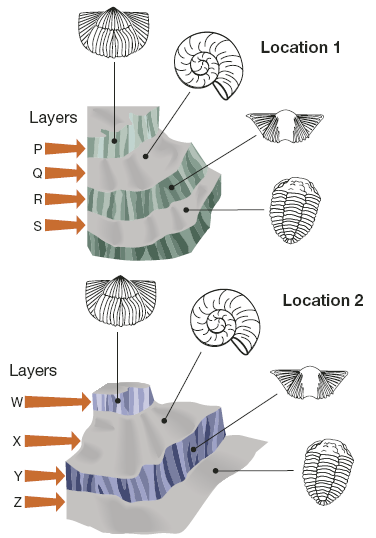 Location 1
Layers
P
Q
R
S
Location 2
Layers
W
X
Y
Z